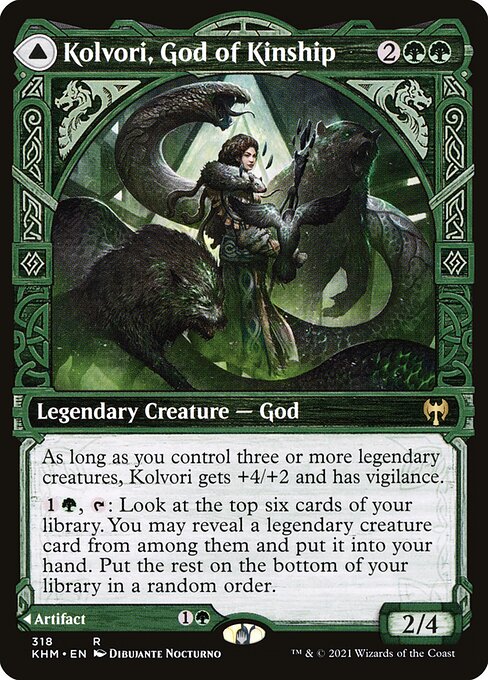 Kolvori, God of Kinship 2
Legendary Creature — God
As long as you control three or more legendary
creatures, Kolvori gets +4/+2 and has vigilance.
1 , : Look at the top six cards of your
library. You may reveal a legendary creature
card from among them and put it into your
hand. Put the rest on the bottom of your
library in a random order.
Artifact 1
2/4
318 R
KHM • EN DIBUJANTE NOCTURNO
™ & © 2021 Wizards of the Coast